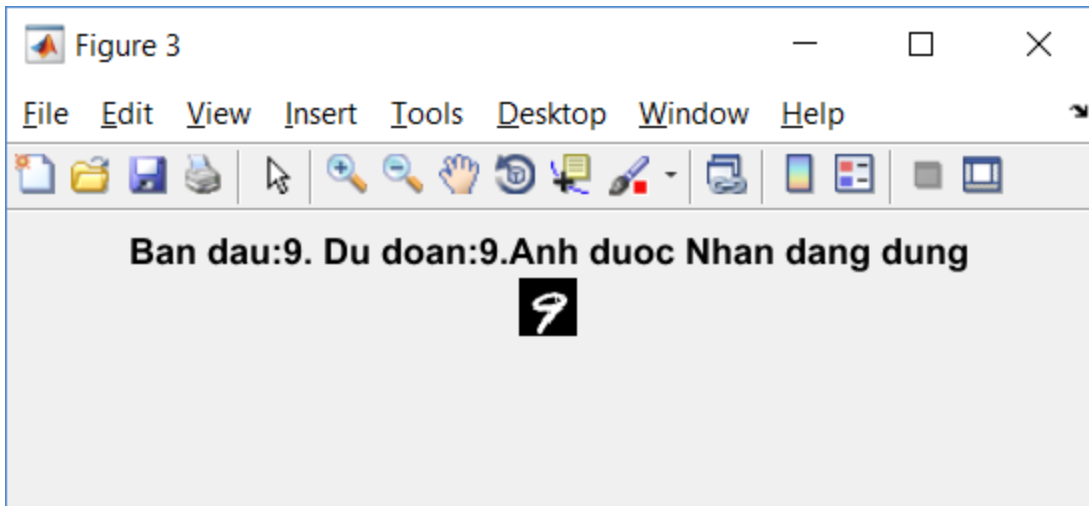 Figure 3
File Edit View Insert Tools Desktop Window Help
Ban dau:9. Du doan:9.Anh duoc Nhan dang dung
9